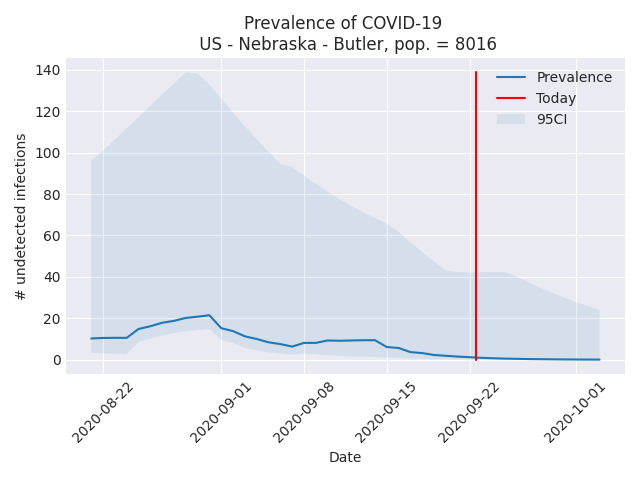 Prevalence of COVID-19
US - Nebraska - Butler, pop. = 8016
# undetected infections
140
120
100
80
60
40
20
0
Prevalence
Today
95CI
2020-08-22
2020-09-01
2020-09-08
2020-09-15
2020-09-22
2020-10-01
Date